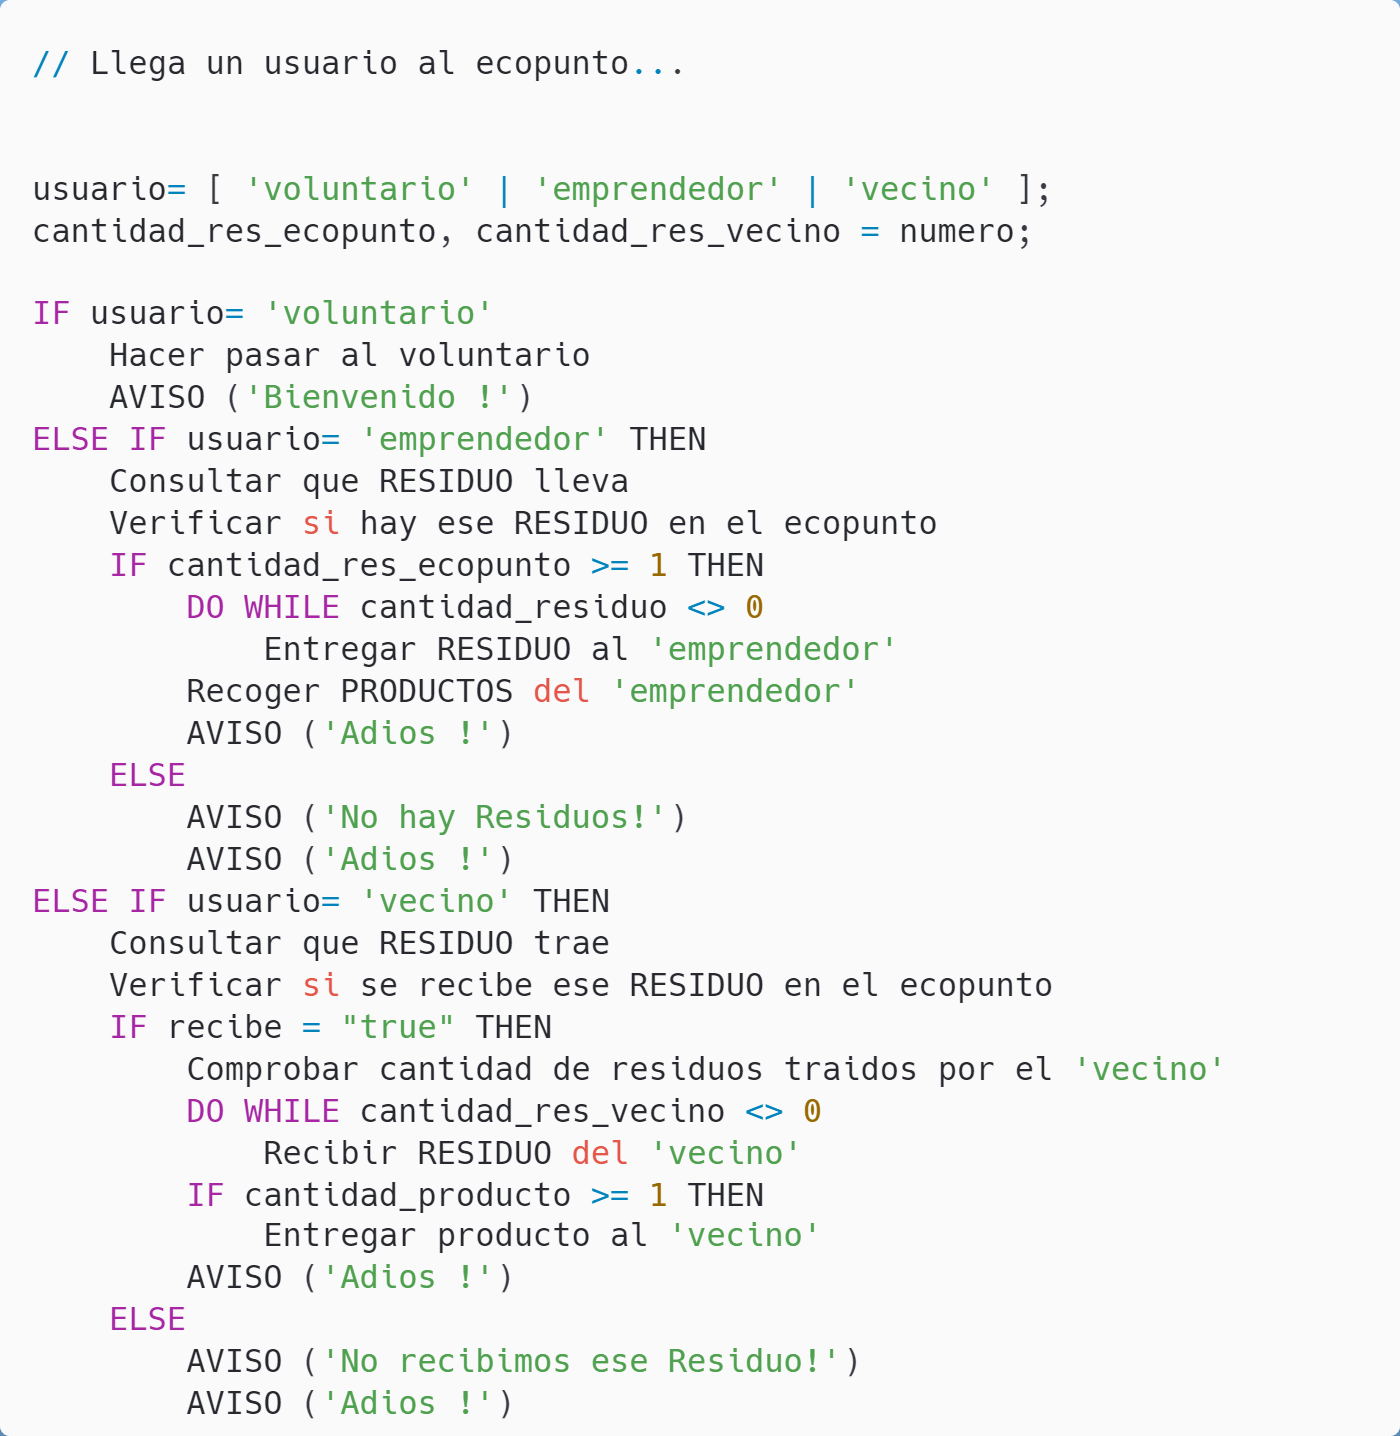 // Llega un usuario al ecopunto...
usuario= [ 'voluntario' | 'emprendedor' | 'vecino' ];
cantidad_res_ecopunto, cantidad_res_vecino = numero;
IF usuario= 'voluntario'
    Hacer pasar al voluntario
    AVISO ('Bienvenido !')
ELSE IF usuario= 'emprendedor' THEN
    Consultar que RESIDUO lleva
    Verificar si hay ese RESIDUO en el ecopunto
    IF cantidad_res_ecopunto >= 1 THEN
        DO WHILE cantidad_residuo <> 0
            Entregar RESIDUO al 'emprendedor'
        Recoger PRODUCTOS del 'emprendedor'
        AVISO ('Adios !')
    ELSE
        AVISO ('No hay Residuos!')
        AVISO ('Adios !')
ELSE IF usuario= 'vecino' THEN
    Consultar que RESIDUO trae
    Verificar si se recibe ese RESIDUO en el ecopunto
    IF recibe = "true" THEN
        Comprobar cantidad de residuos traidos por el 'vecino'
        DO WHILE cantidad_res_vecino <> 0
            Recibir RESIDUO del 'vecino'
        IF cantidad_producto >= 1 THEN
            Entregar producto al 'vecino'
        AVISO ('Adios !')
    ELSE
        AVISO ('No recibimos ese Residuo!')
        AVISO ('Adios !')